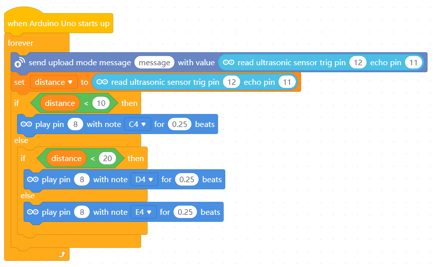 when Arduino Uno starts up
forever
send upload mode message message with value read ultrasonic sensor trig pin 12 echo pin 11
set distance to read ultrasonic sensor trig pin 12 echo pin 11
if distance < 10 then
play pin 8 with note C4 for 0.25 beats
else
if distance < 20 then
play pin 8 with note D4 for 0.25 beats
else
play pin 8 with note E4 for 0.25 beats